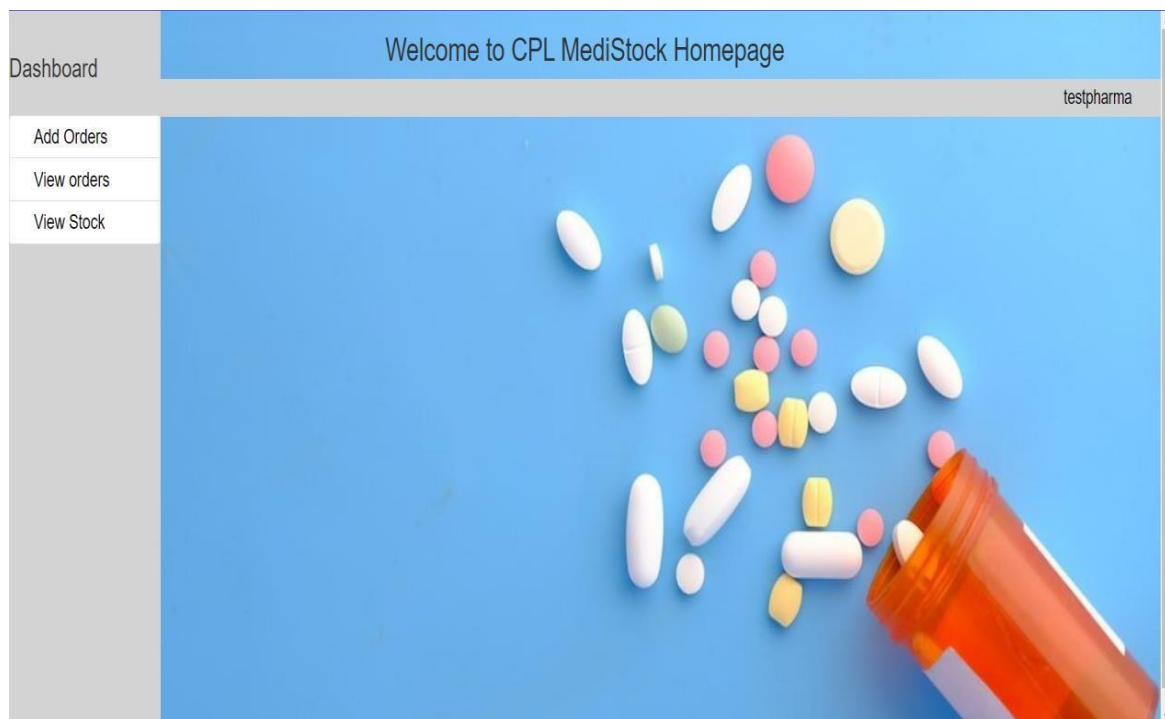 Welcome to CPL MediStock Homepage
Dashboard
testpharma
Add Orders
View orders
View Stock